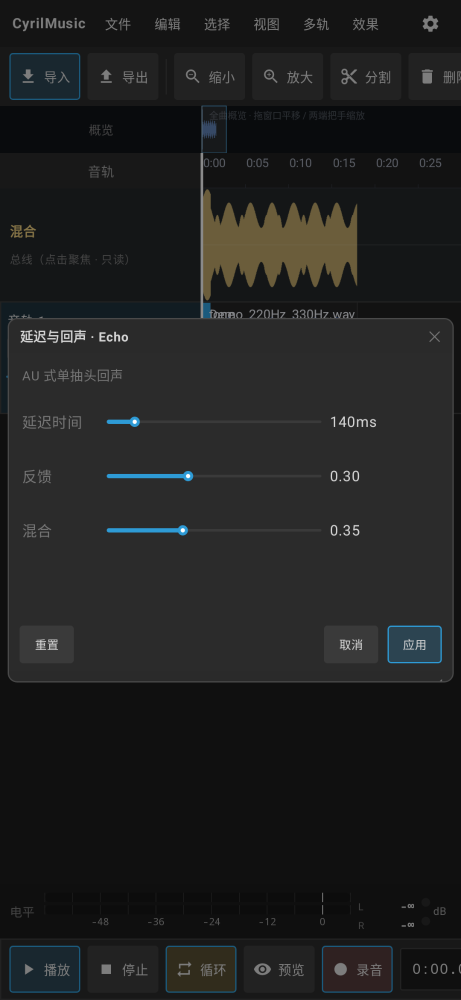 CyrilMusic 文件 编辑 选择 视图 多轨 效果
导入 导出 缩小 放大 分割
概览
全曲概览 · 拖窗口平移 / 两端把手缩放
音轨
0:00 0:05 0:10 0:15 0:20 0:25
混合
总线（点击聚焦 · 只读）
220Hz_330Hz.wav
延迟与回声 · Echo
AU 式单抽头回声
延迟时间 140ms
反馈 0.30
混合 0.35
重置 取消 应用
电平
-48 -36 -24 -12 0
L -∞
R -∞
dB
播放 停止 循环 预览 录音 0:00.